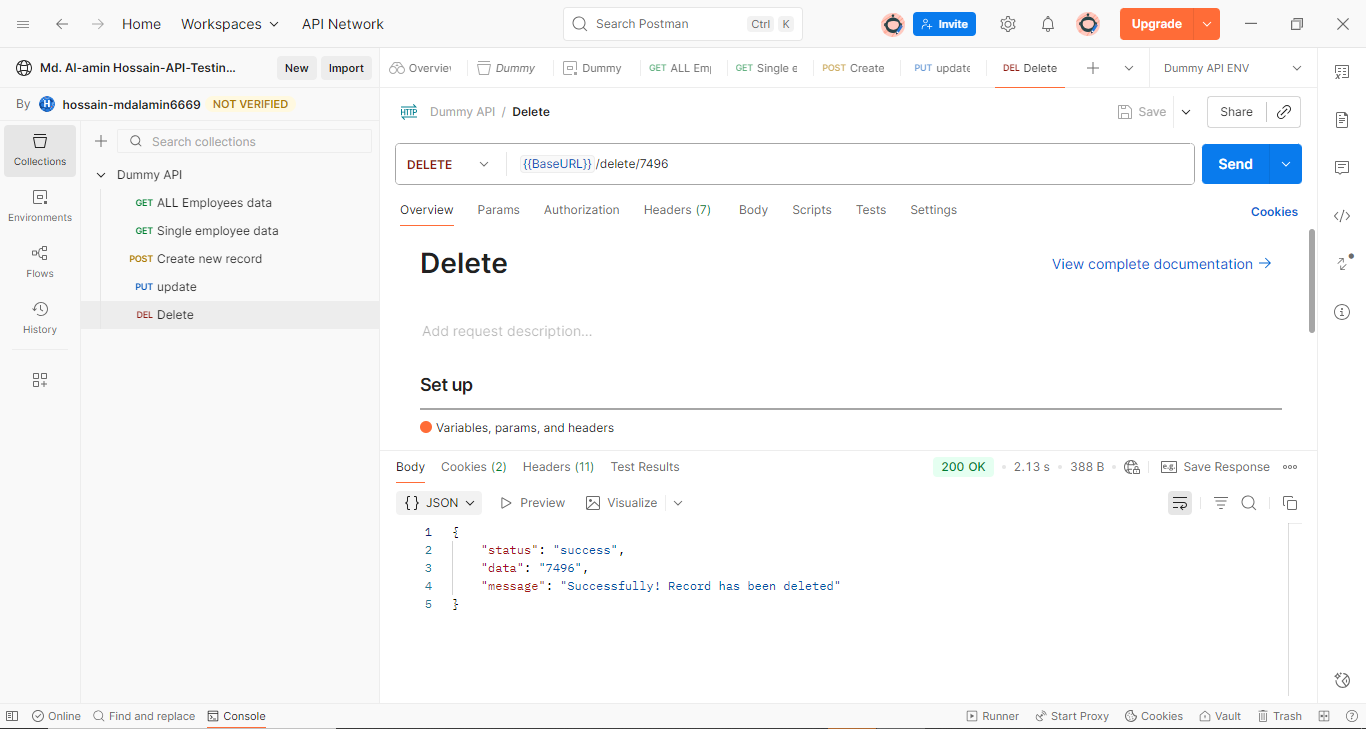 Home Workspaces API Network Search Postman Ctrl K Invite Upgrade
Md. Al-amin Hossain-API-Testin... New Import
Overview Dummy Dummy GET ALL Em GET Single e POST Create PUT update DEL Delete Dummy API ENV
By H hossain-mdalamin6669 NOT VERIFIED
HTTP Dummy API / Delete Save Share
Collections
Search collections
Environments
Flows
History
Dummy API
GET ALL Employees data
GET Single employee data
POST Create new record
PUT update
DEL Delete
DELETE {{BaseURL}} /delete/7496 Send
Overview Params Authorization Headers (7) Body Scripts Tests Settings Cookies
Delete View complete documentation →
Add request description...
Set up
Variables, params, and headers
Body Cookies (2) Headers (11) Test Results 200 OK • 2.13 s • 388 B • e.g. Save Response
{} JSON Preview Visualize
1 {
2 "status": "success",
3 "data": "7496",
4 "message": "Successfully! Record has been deleted"
5 }
Online Find and replace Console Runner Start Proxy Cookies Vault Trash